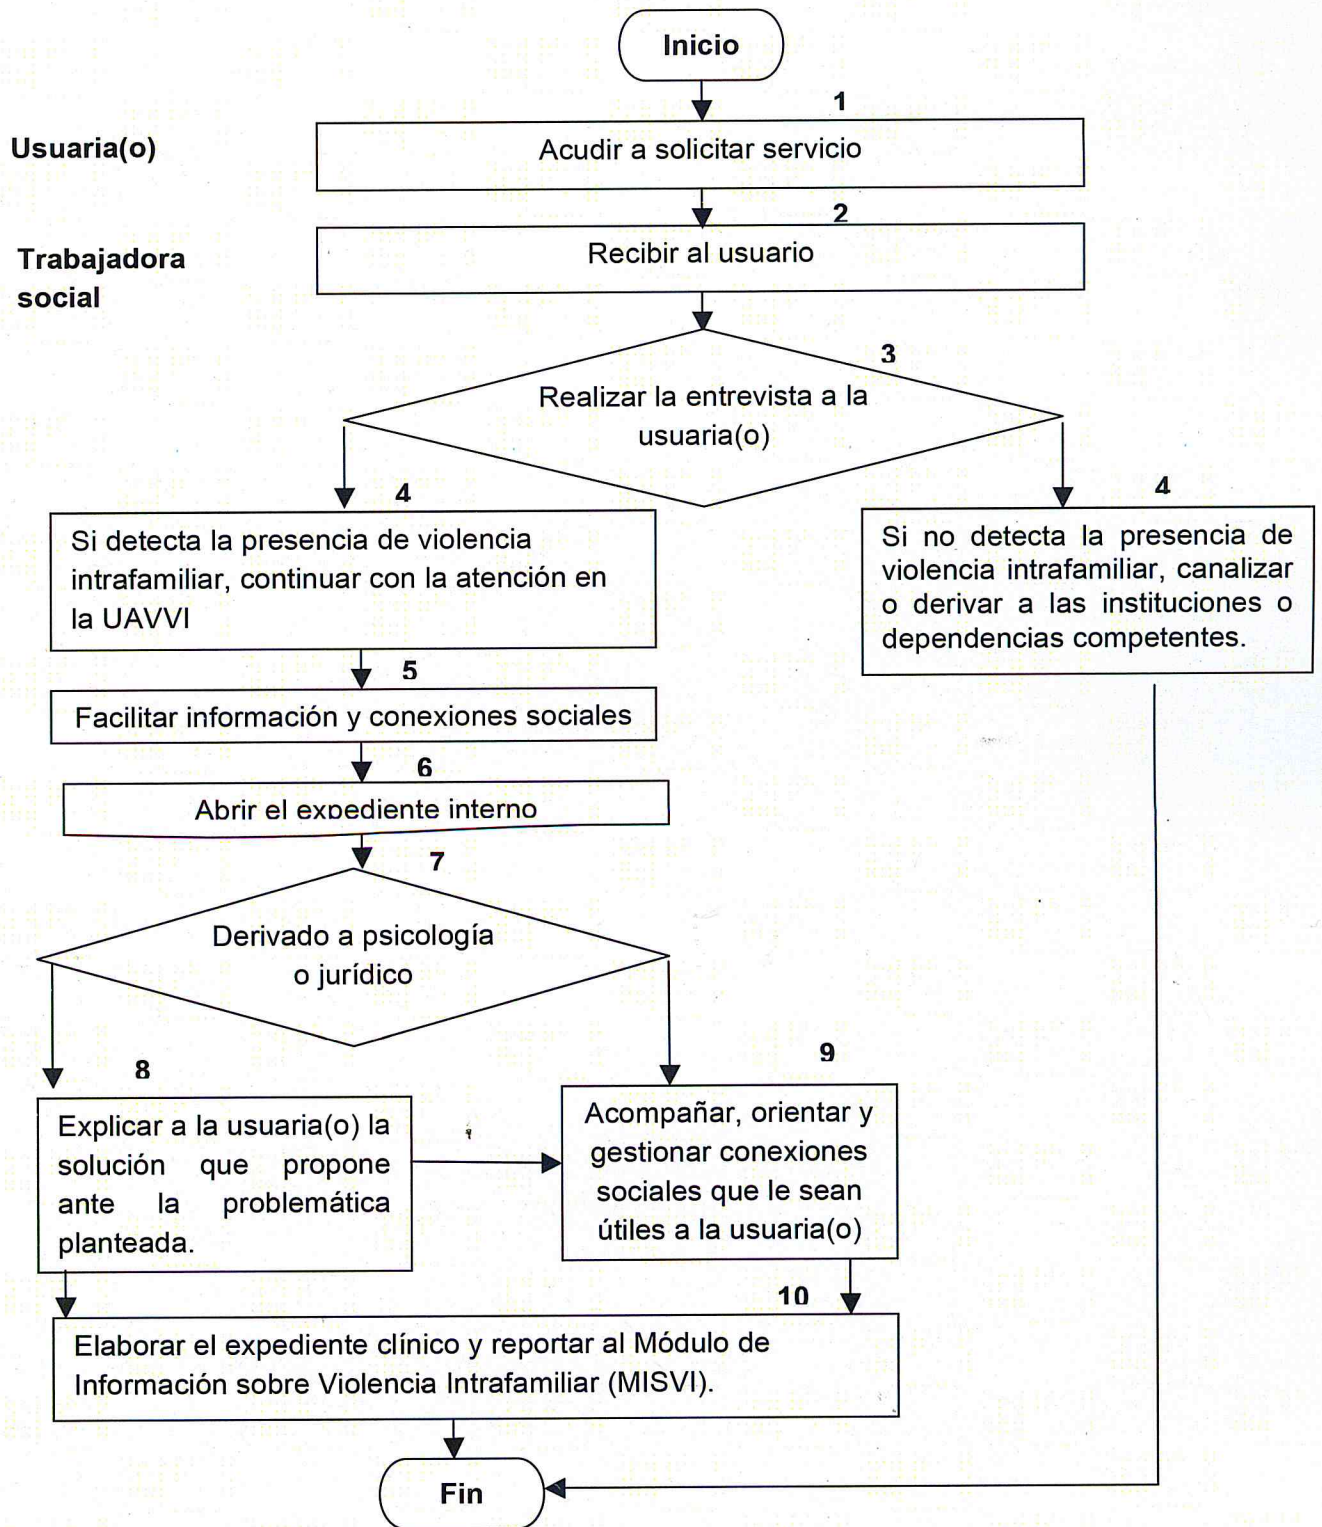 Inicio
1
Usuaria(o)
Acudir a solicitar servicio
2
Trabajadora
social
Recibir al usuario
3
Realizar la entrevista a la
usuaria(o)
4
Si detecta la presencia de violencia
intrafamiliar, continuar con la atención en
la UAVVI
4
Si no detecta la presencia de
violencia intrafamiliar, canalizar
o derivar a las instituciones o
dependencias competentes.
5
Facilitar información y conexiones sociales
6
Abrir el expediente interno
7
Derivado a psicología
o jurídico
8
Explicar a la usuaria(o) la
solución que propone
ante la problemática
planteada.
9
Acompañar, orientar y
gestionar conexiones
sociales que le sean
útiles a la usuaria(o)
10
Elaborar el expediente clínico y reportar al Módulo de
Información sobre Violencia Intrafamiliar (MISVI).
Fin